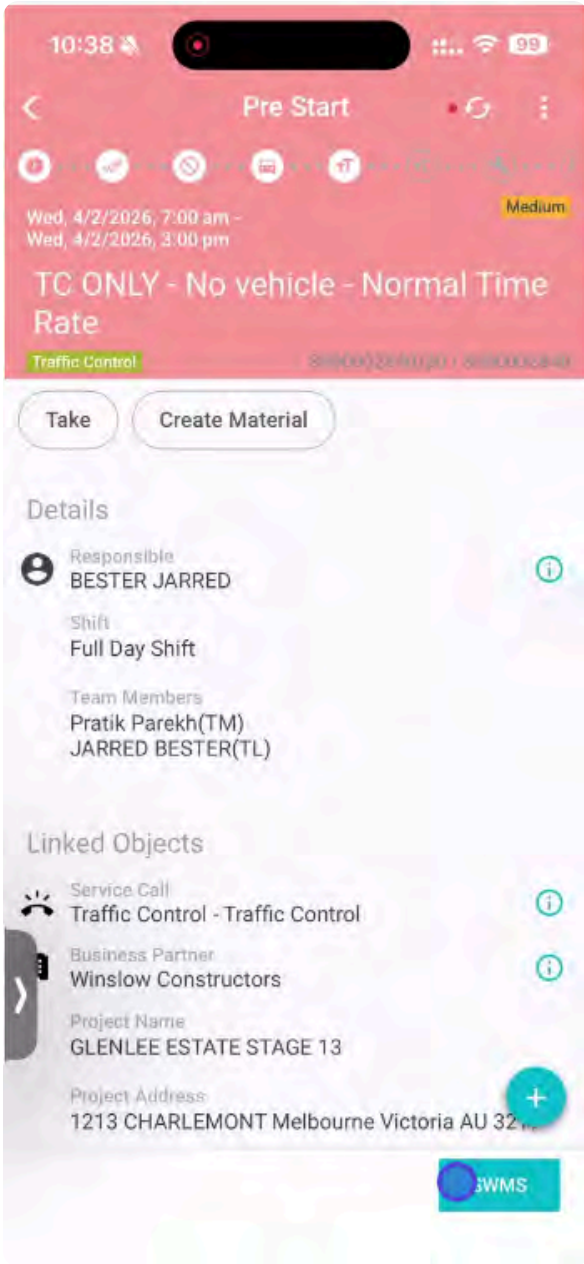 10:38
99
Pre Start
Medium
Wed, 4/2/2026, 7:00 am -
Wed, 4/2/2026, 3:00 pm
TC ONLY - No vehicle - Normal Time
Rate
Traffic Control
Take
Create Material
Details
Responsible
BESTER JARRED
Shift
Full Day Shift
Team Members
Pratik Parekh(TM)
JARRED BESTER(TL)
Linked Objects
Service Call
Traffic Control - Traffic Control
Business Partner
Winslow Constructors
Project Name
GLENLEE ESTATE STAGE 13
Project Address
1213 CHARLEMONT Melbourne Victoria AU
SWMS